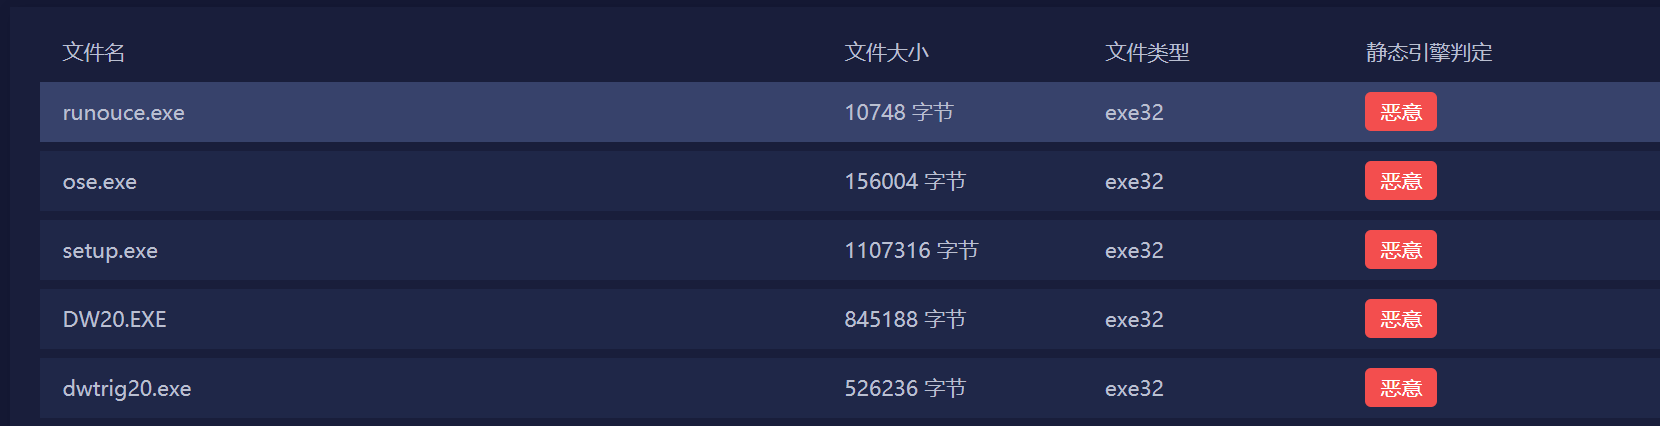 文件名 文件大小 文件类型 静态引擎判定
runouce.exe 10748 字节 exe32 恶意
ose.exe 156004 字节 exe32 恶意
setup.exe 1107316 字节 exe32 恶意
DW20.EXE 845188 字节 exe32 恶意
dwtrig20.exe 526236 字节 exe32 恶意